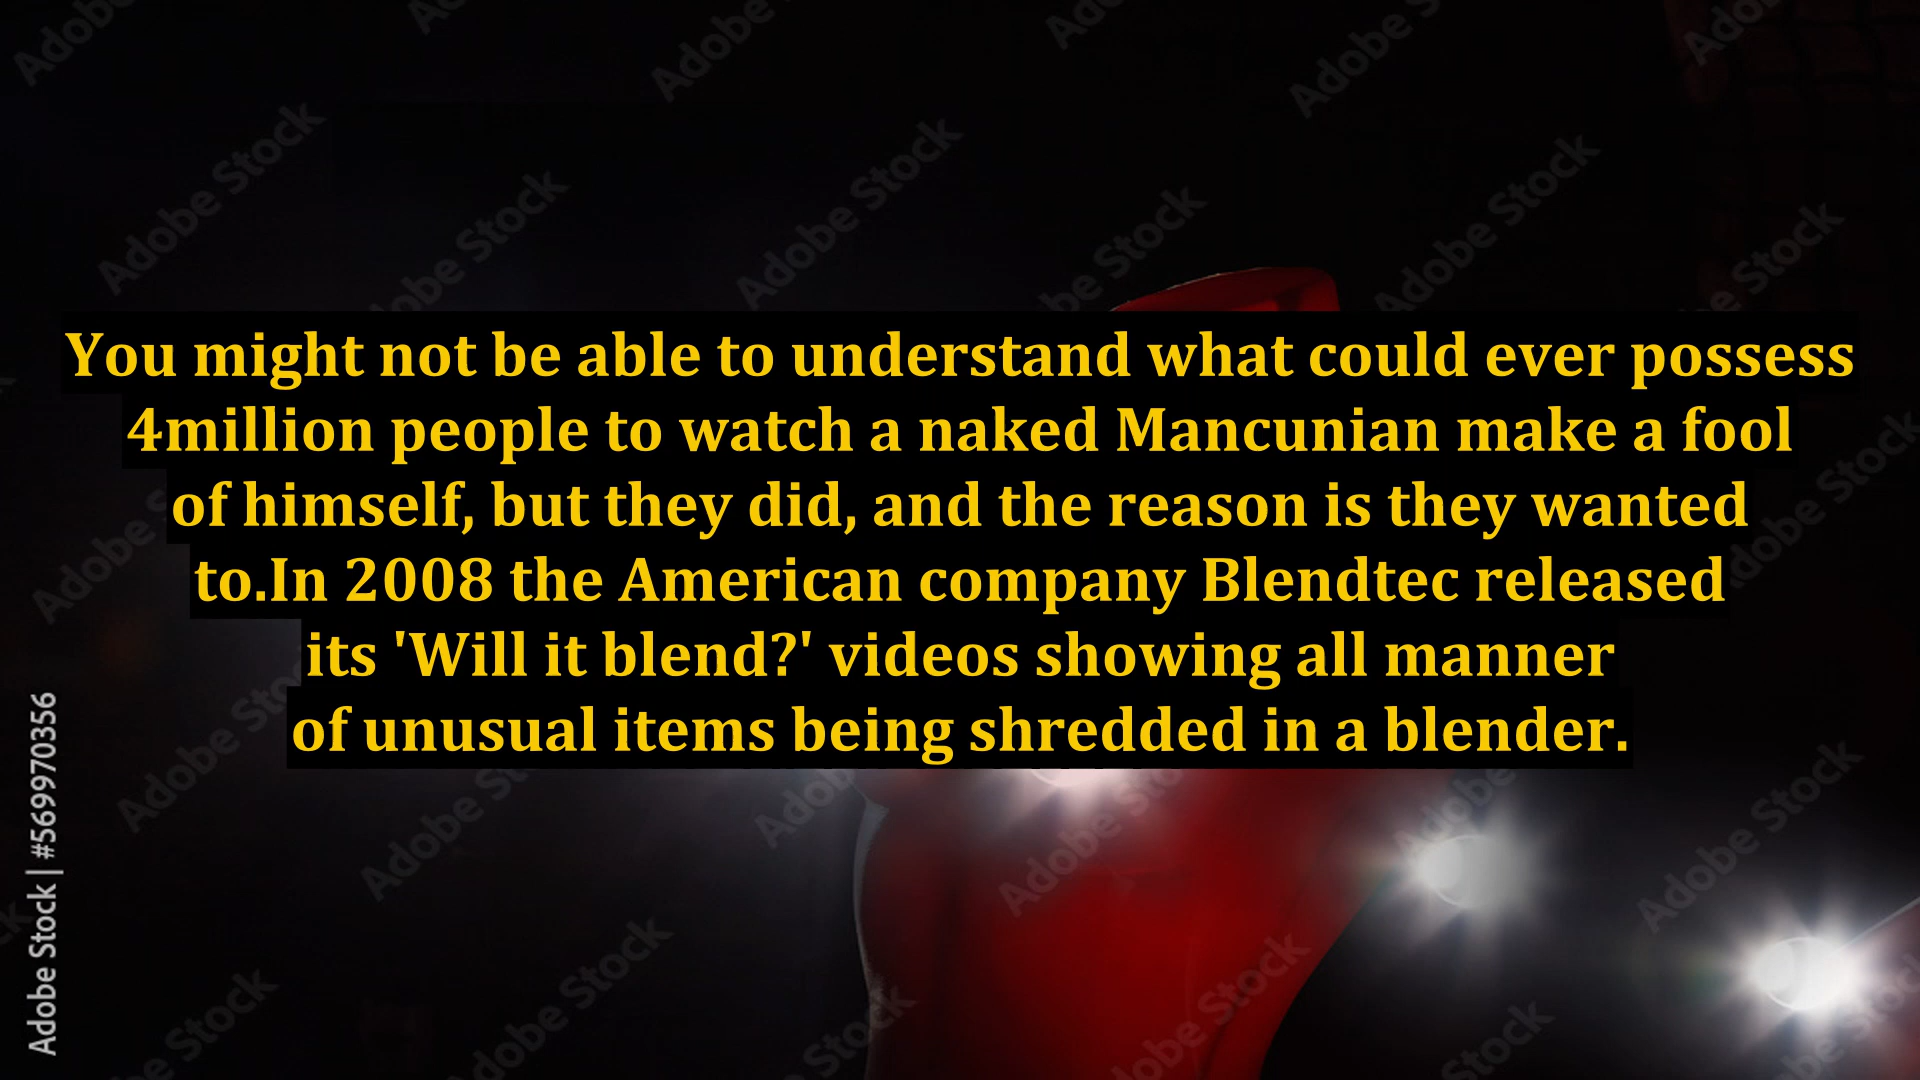 You might not be able to understand what could ever possess
4million people to watch a naked Mancunian make a fool
of himself, but they did, and the reason is they wanted
to.In 2008 the American company Blendtec released
its 'Will it blend?' videos showing all manner
of unusual items being shredded in a blender.
Adobe Stock | #569970356